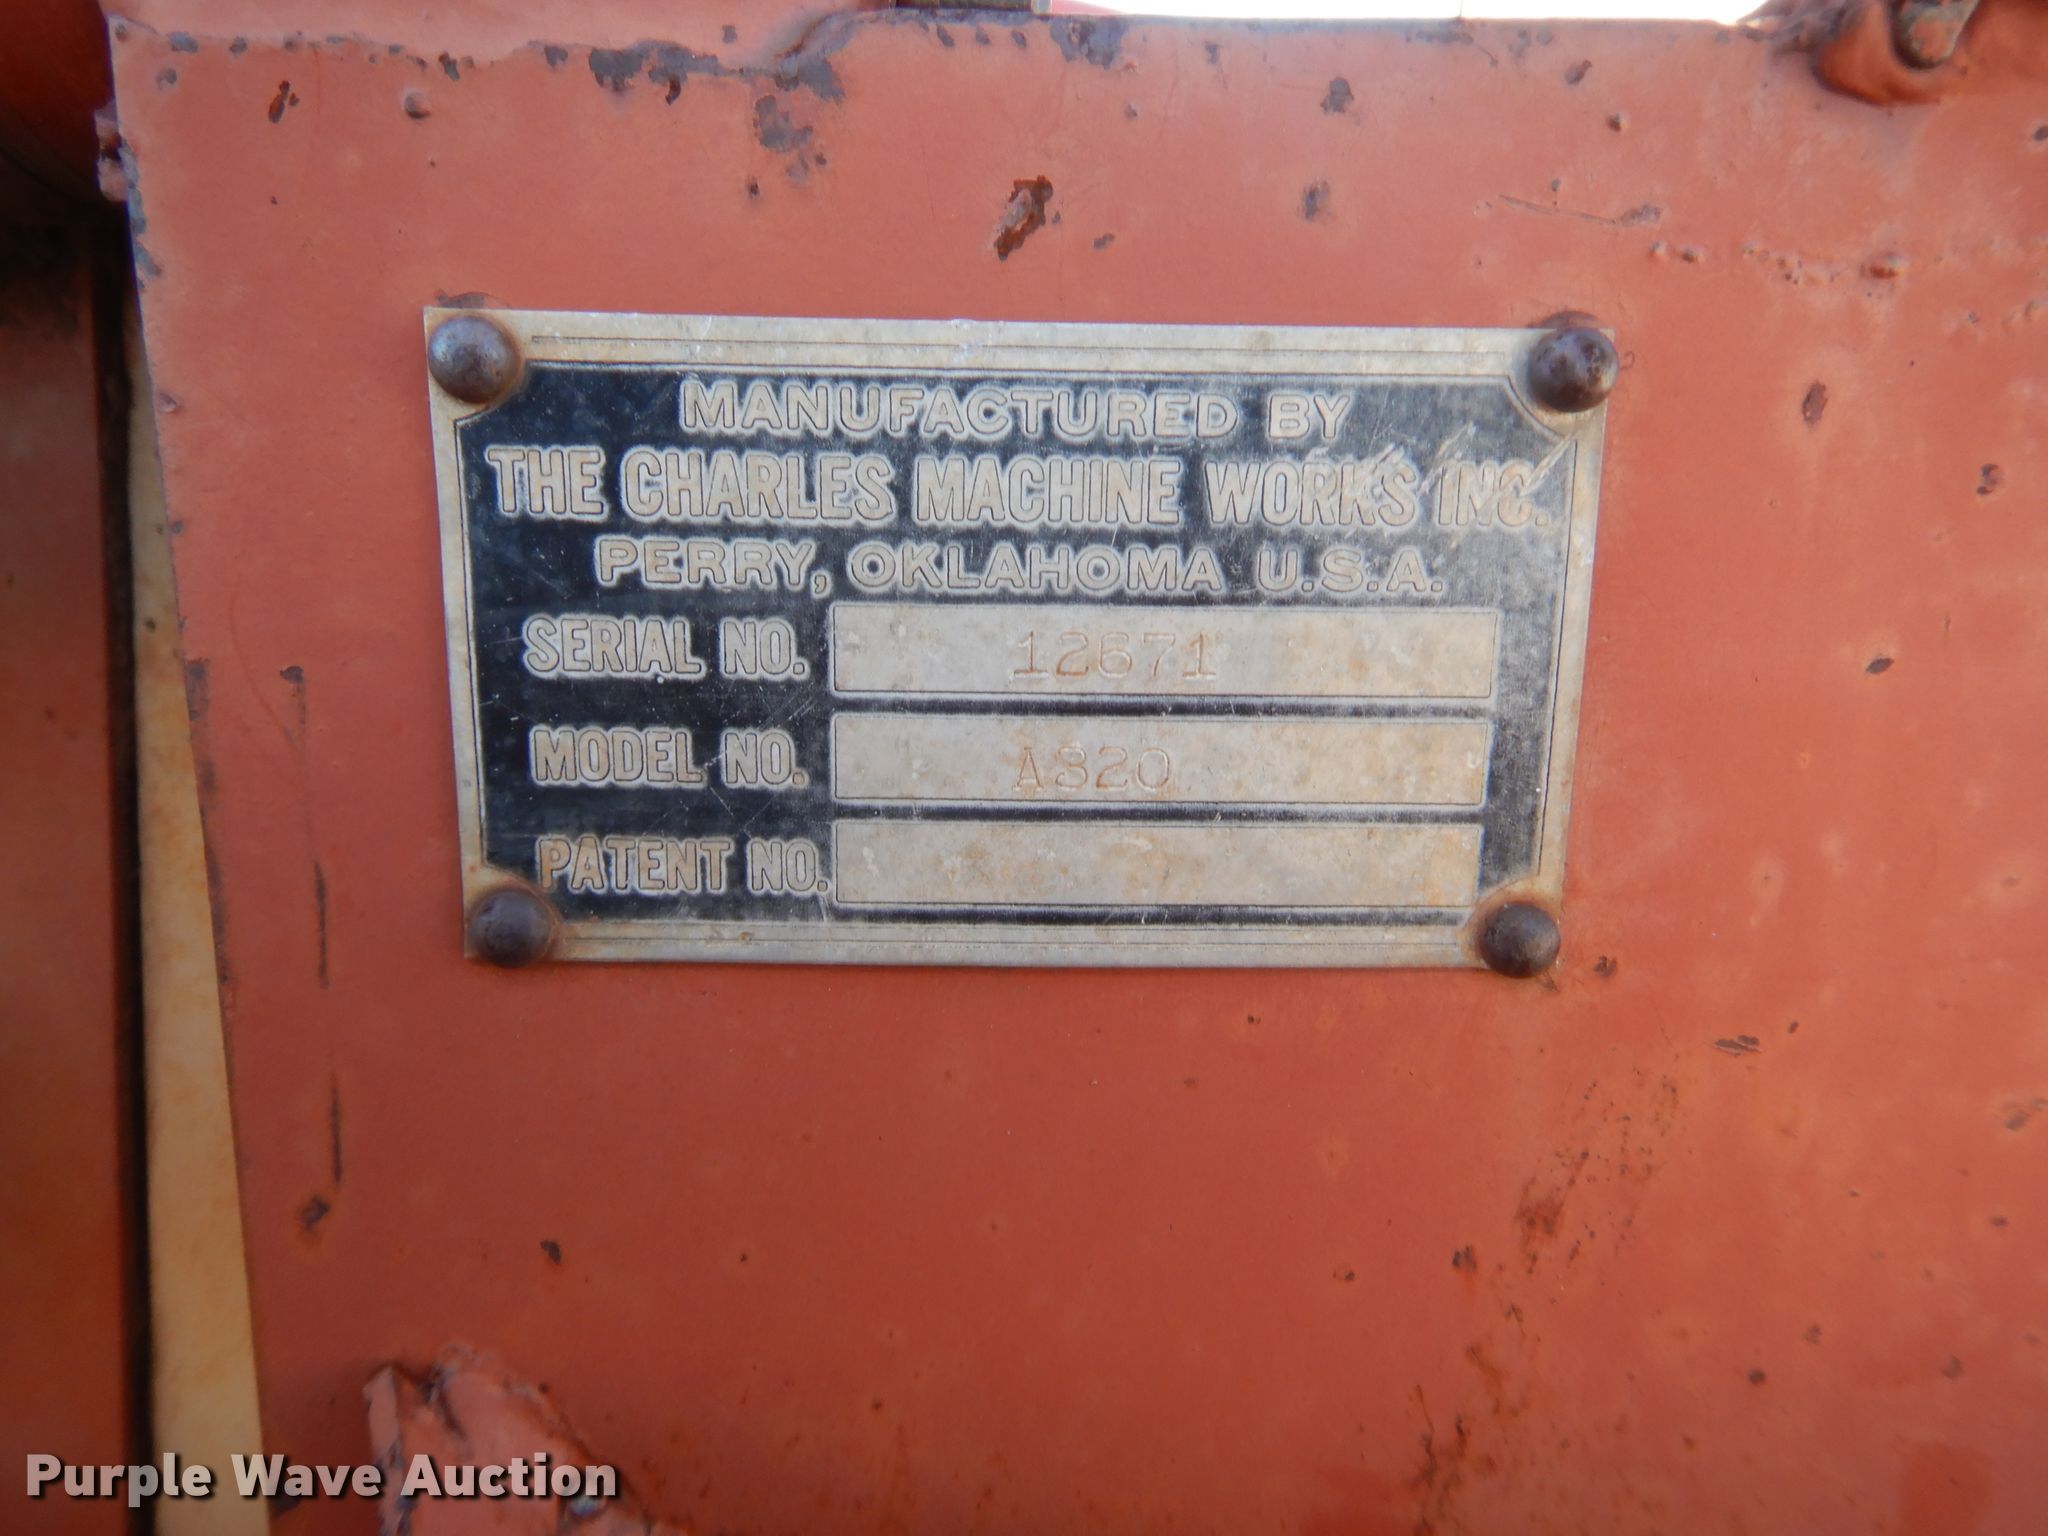 MANUFACTURED BY
THE CHARLES MACHINE WORKS INC.
PERRY, OKLAHOMA U.S.A.
SERIAL NO. 12671
MODEL NO. A320
PATENT NO.
Purple Wave Auction